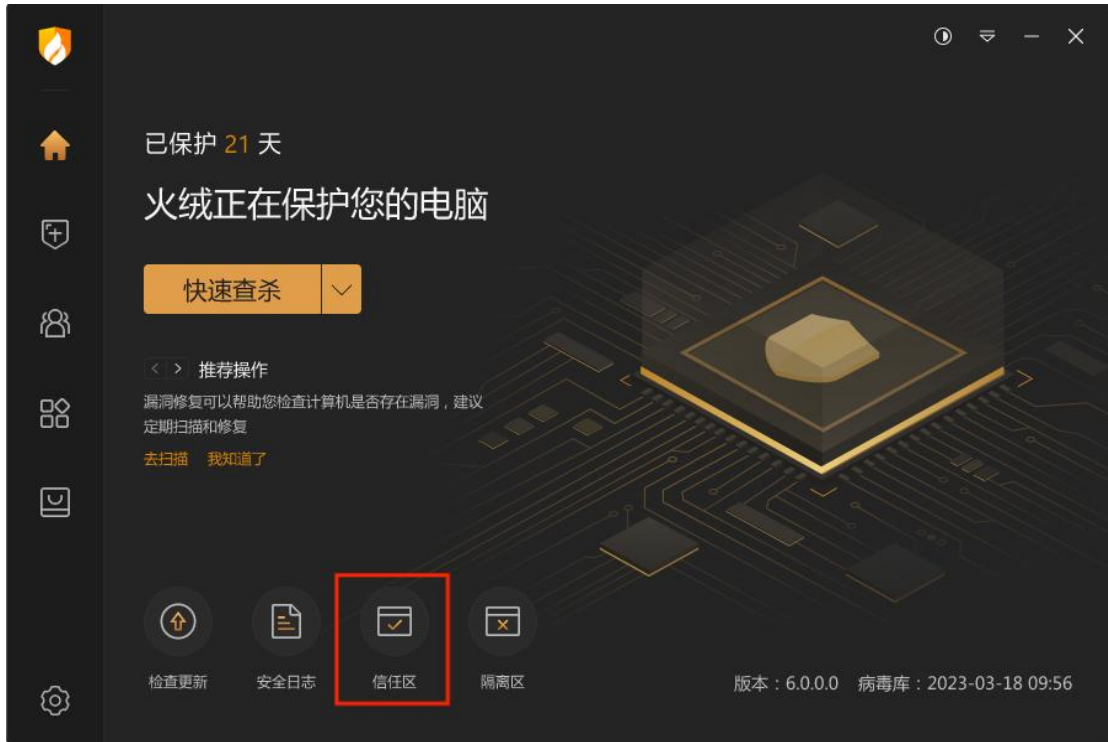 已保护 21 天
火绒正在保护您的电脑
快速查杀
推荐操作
漏洞修复可以帮助您检查计算机是否存在漏洞，建议
定期扫描和修复
去扫描 我知道了
检查更新 安全日志 信任区 隔离区
版本：6.0.0.0 病毒库：2023-03-18 09:56